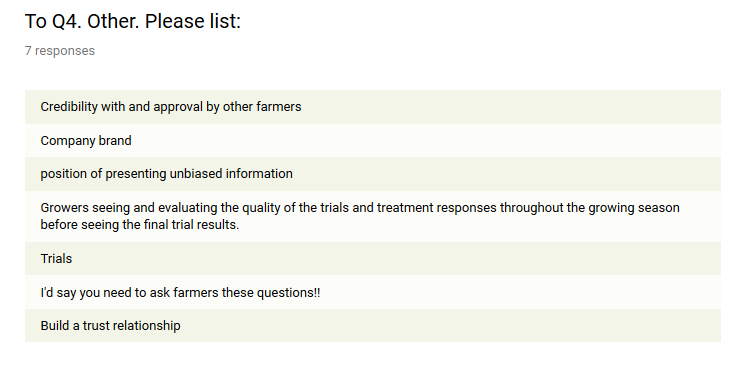 To Q4. Other. Please list:
7 responses
Credibility with and approval by other farmers
Company brand
position of presenting unbiased information
Growers seeing and evaluating the quality of the trials and treatment responses throughout the growing season
before seeing the final trial results.
Trials
I'd say you need to ask farmers these questions!!
Build a trust relationship